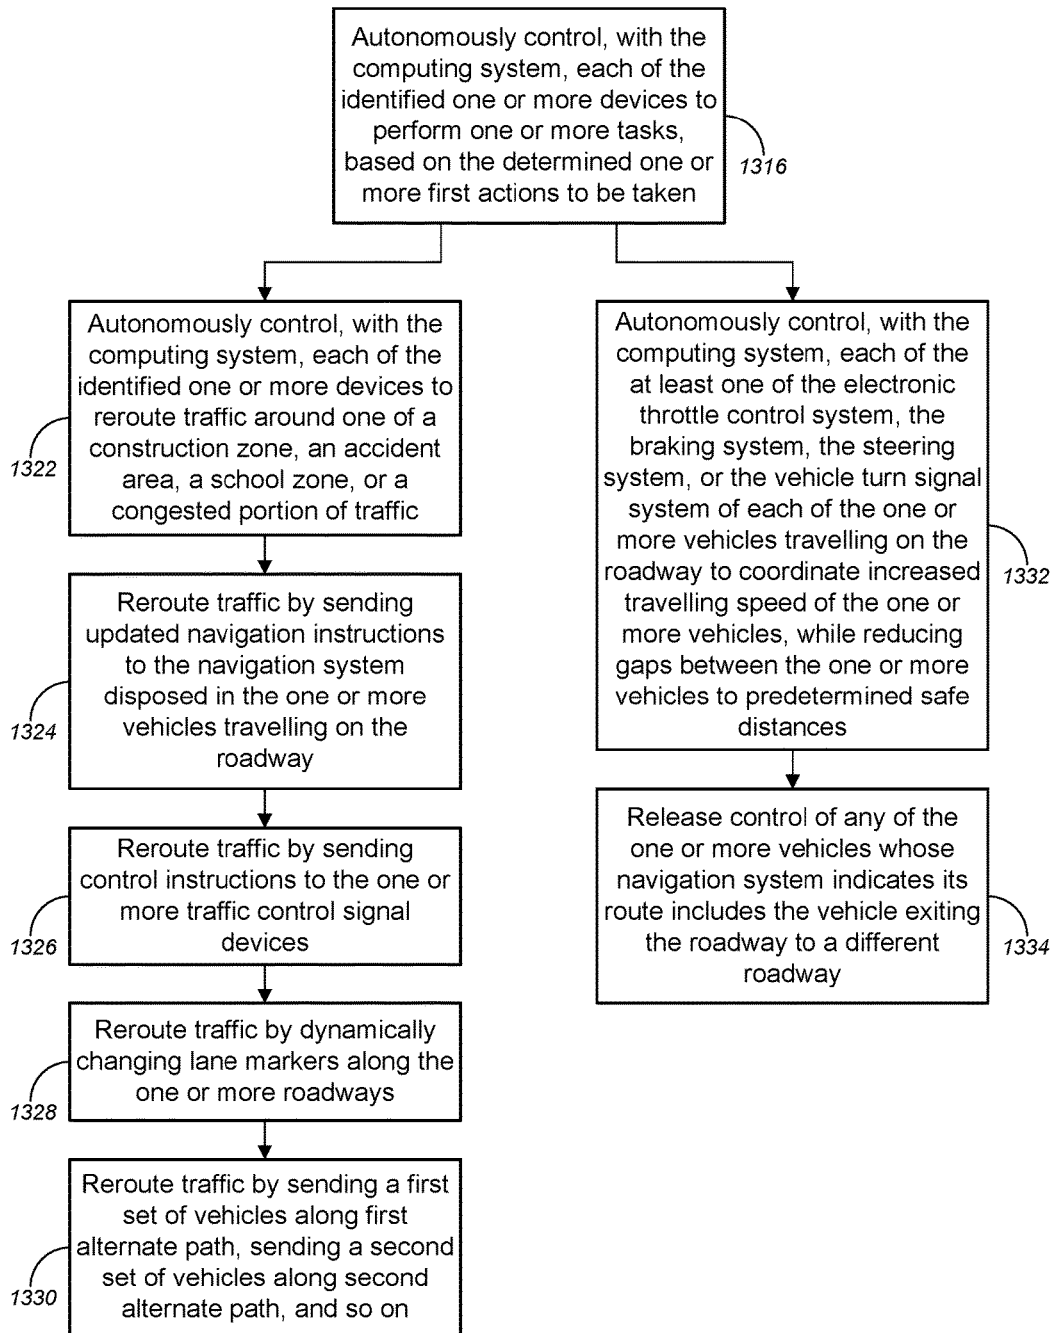 Autonomously control, with the
computing system, each of the
identified one or more devices to
perform one or more tasks,
based on the determined one or
more first actions to be taken
1316
Autonomously control, with the
computing system, each of the
identified one or more devices to
reroute traffic around one of a
construction zone, an accident
area, a school zone, or a
congested portion of traffic
1322
Reroute traffic by sending
updated navigation instructions
to the navigation system
disposed in the one or more
vehicles travelling on the
roadway
1324
Reroute traffic by sending
control instructions to the one or
more traffic control signal
devices
1326
Reroute traffic by dynamically
changing lane markers along the
one or more roadways
1328
Reroute traffic by sending a first
set of vehicles along first
alternate path, sending a second
set of vehicles along second
alternate path, and so on
1330
Autonomously control, with the
computing system, each of the
at least one of the electronic
throttle control system, the
braking system, the steering
system, or the vehicle turn signal
system of each of the one or
more vehicles travelling on the
roadway to coordinate increased
travelling speed of the one or
more vehicles, while reducing
gaps between the one or more
vehicles to predetermined safe
distances
1332
Release control of any of the
one or more vehicles whose
navigation system indicates its
route includes the vehicle exiting
the roadway to a different
roadway
1334